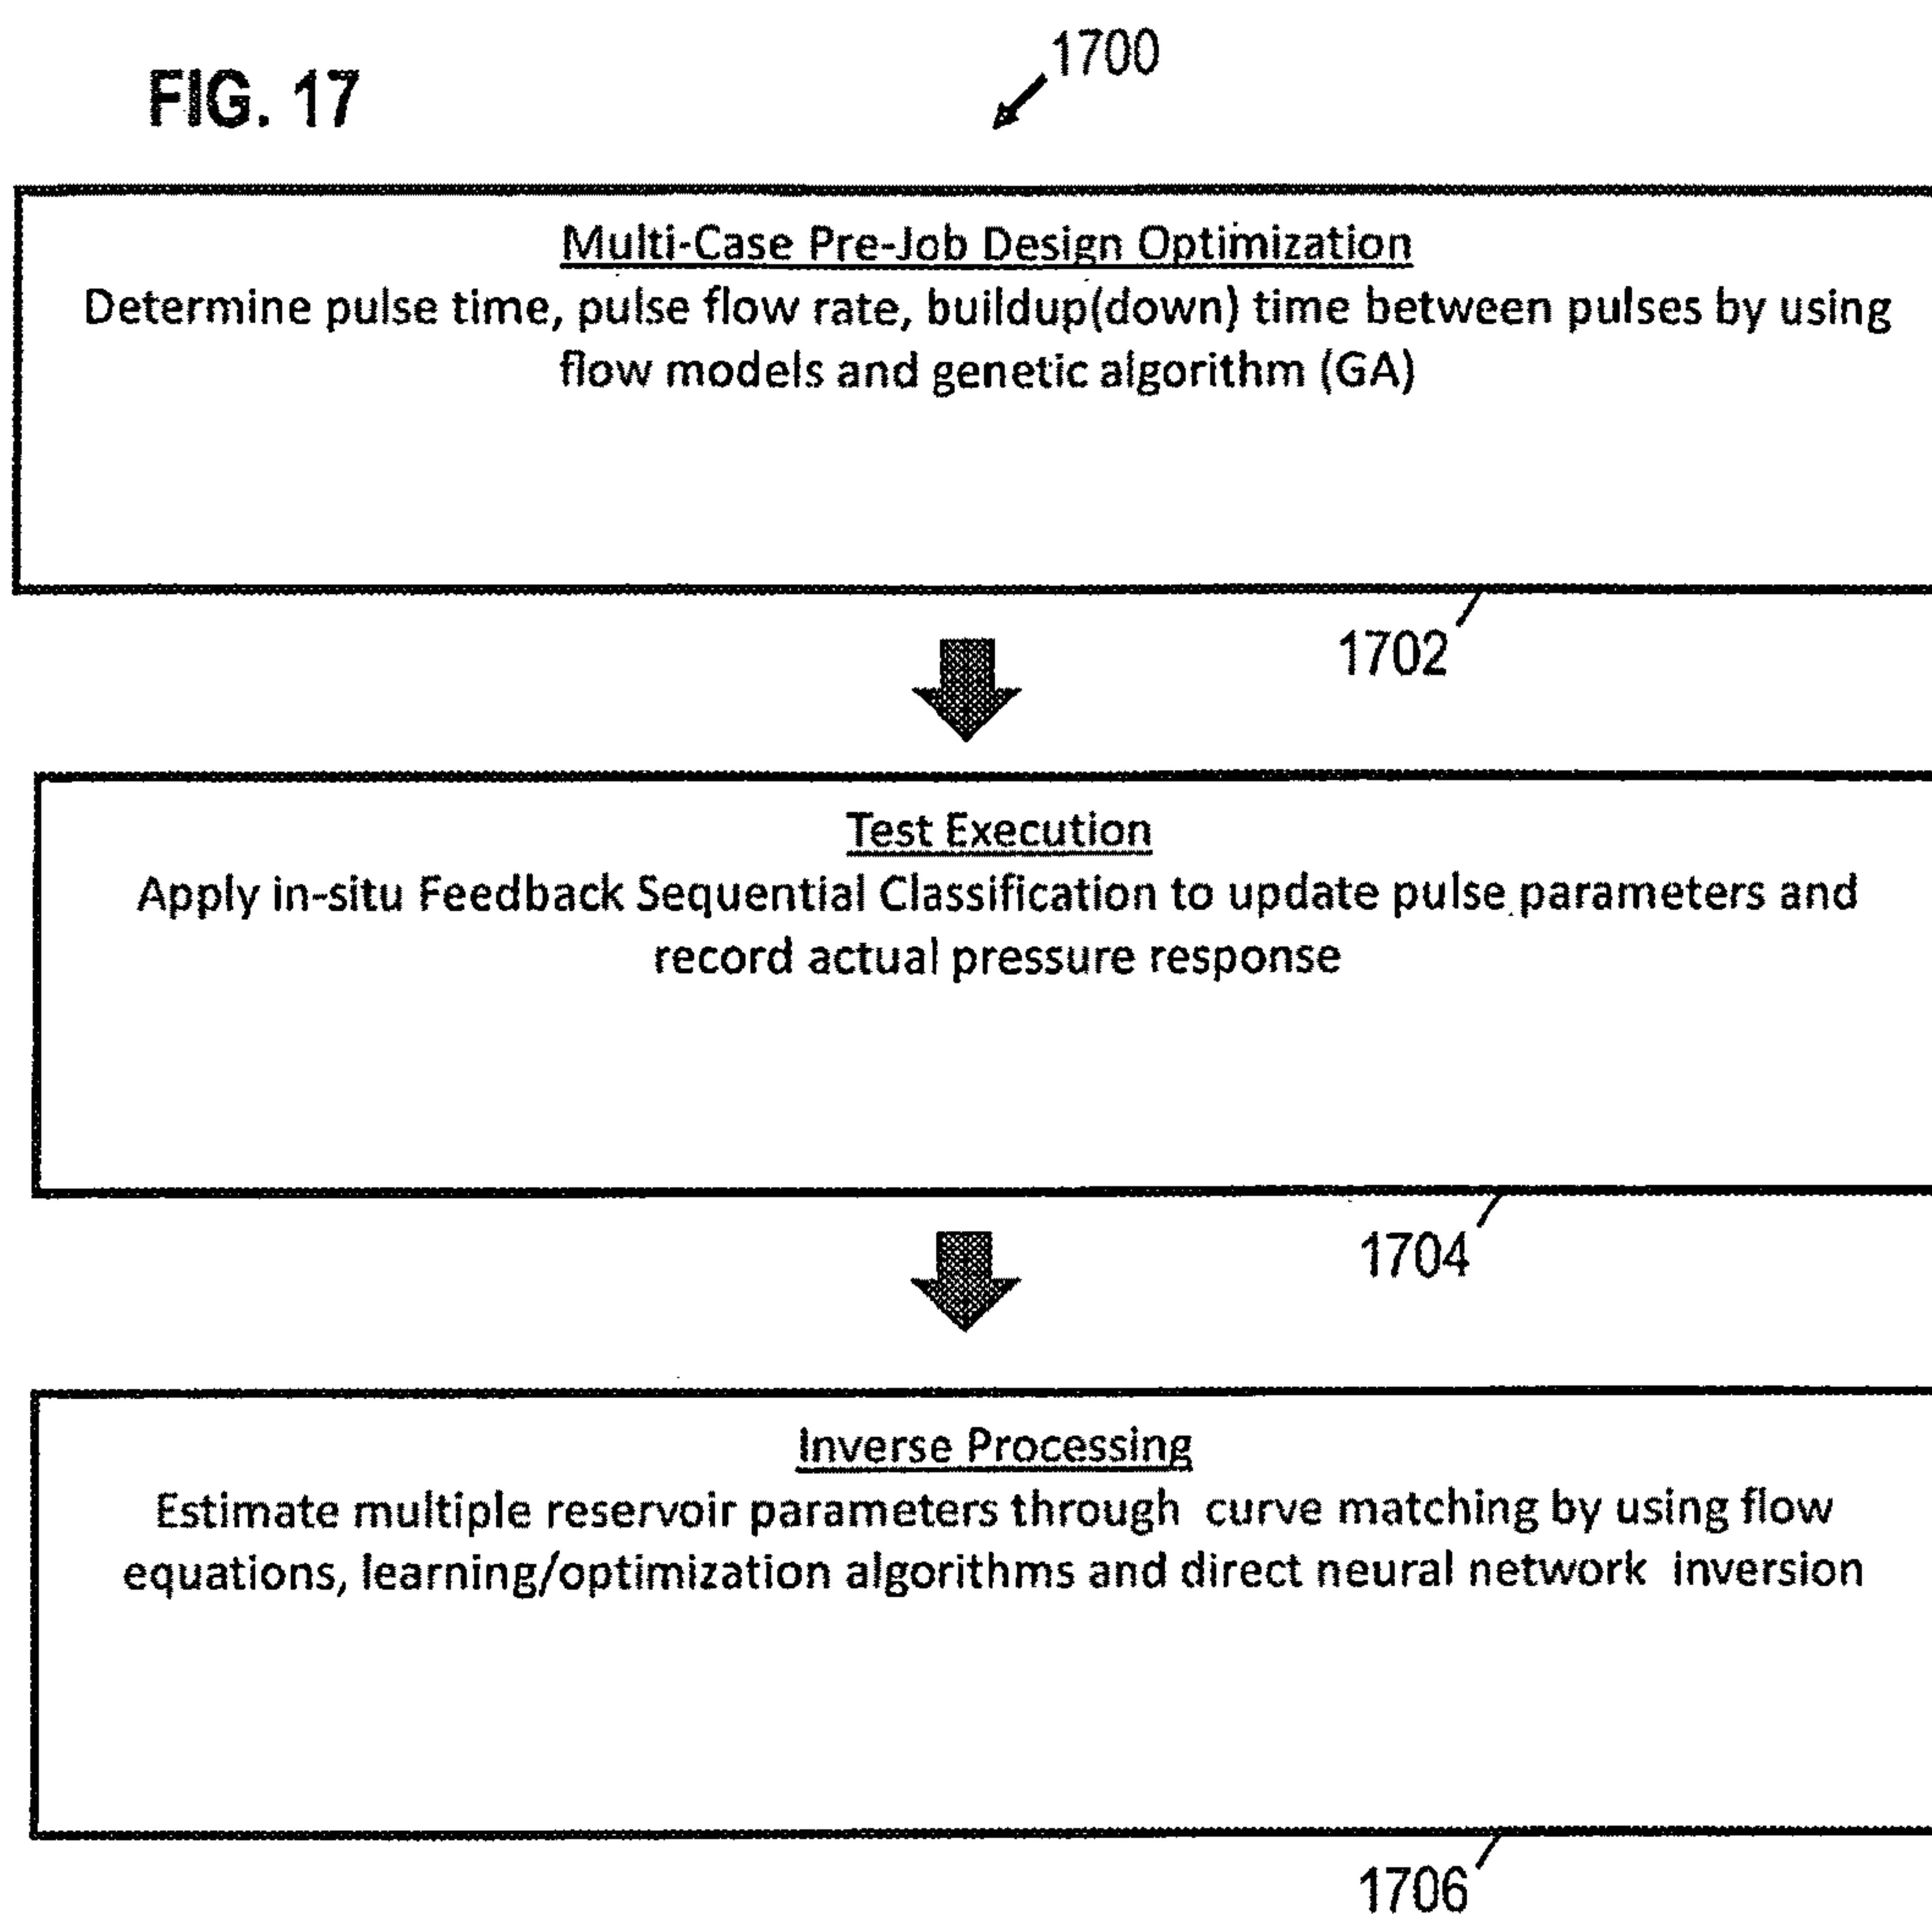 FIG. 17
1700
Multi-Case Pre-Job Design Optimization
Determine pulse time, pulse flow rate, buildup(down) time between pulses by using
flow models and genetic algorithm (GA)
1702
Test Execution
Apply in-situ Feedback Sequential Classification to update pulse parameters and
record actual pressure response
1704
Inverse Processing
Estimate multiple reservoir parameters through curve matching by using flow
equations, learning/optimization algorithms and direct neural network inversion
1706